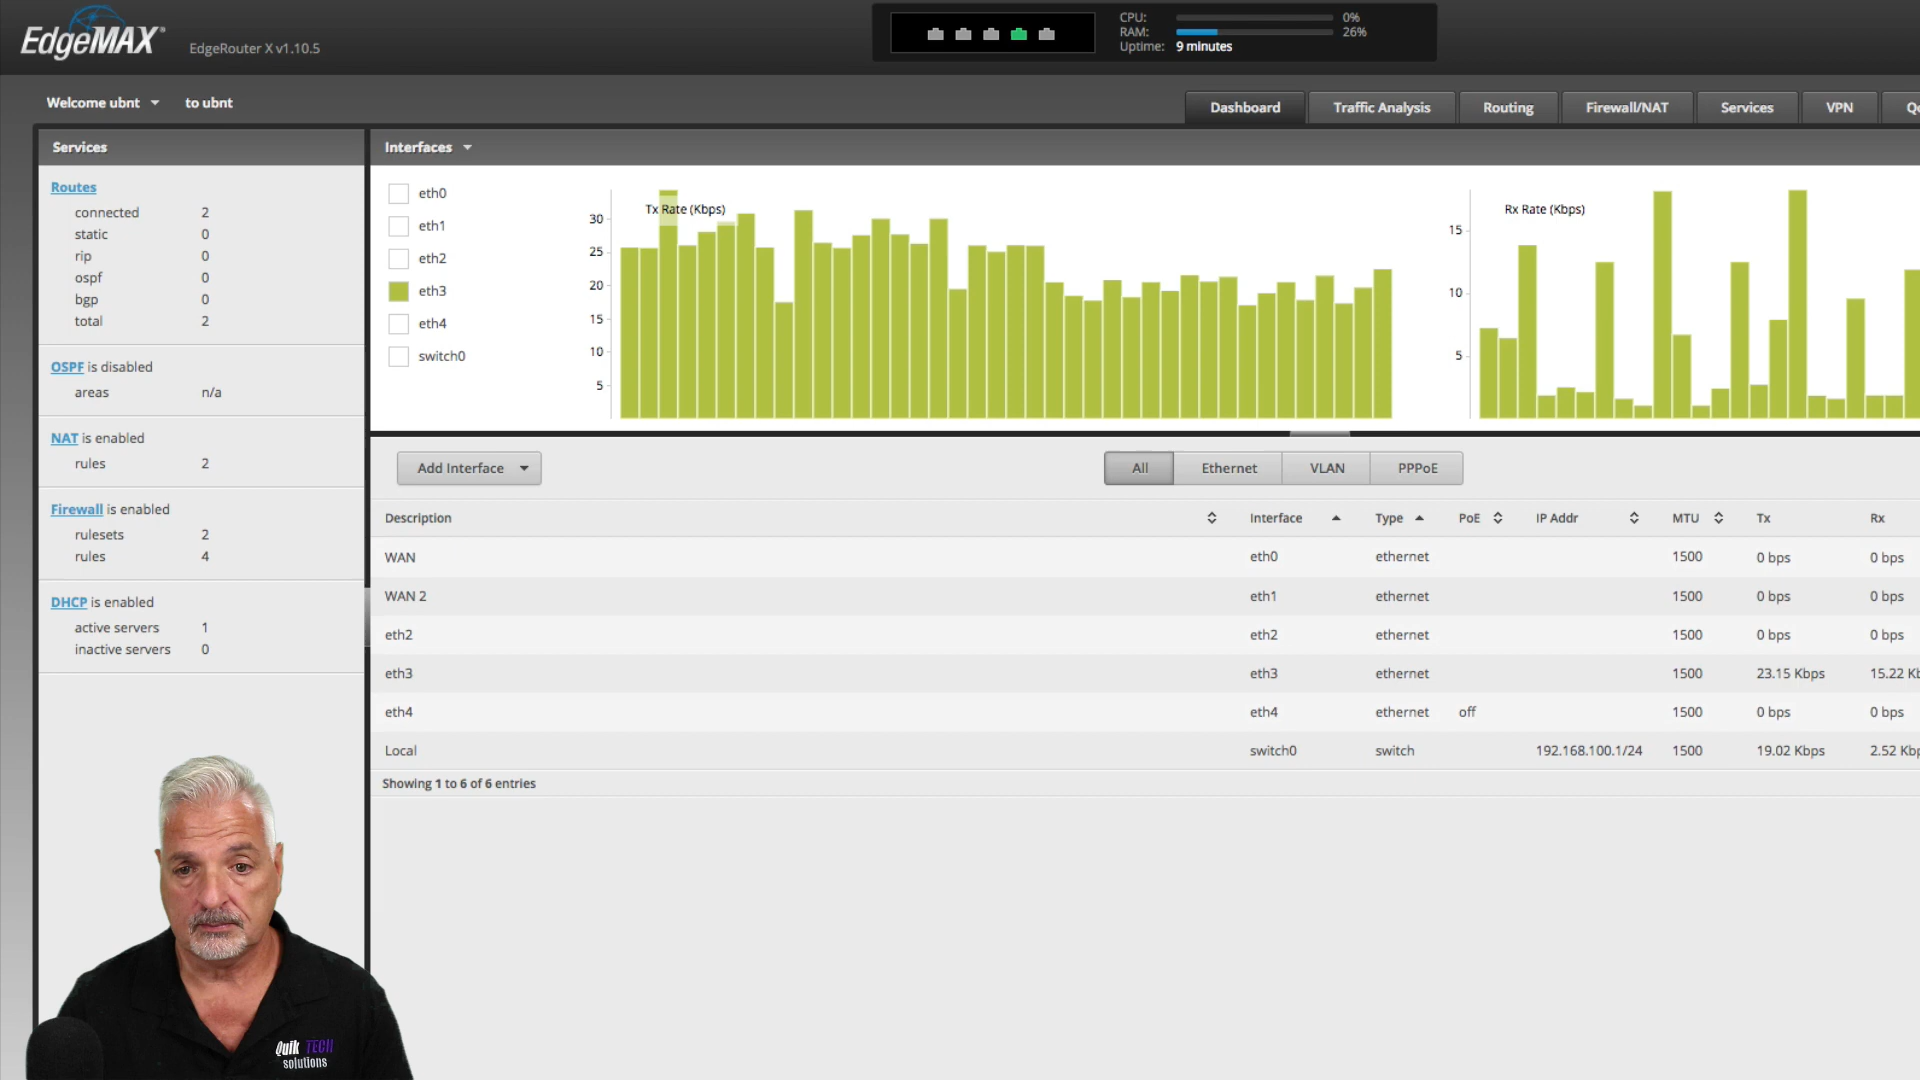 EdgeMAX
EdgeRouter X v1.10.5
CPU: 0%
RAM: 26%
Uptime: 9 minutes
Welcome ubnt to ubnt
Dashboard
Traffic Analysis
Routing
Firewall/NAT
Services
VPN
Services
Routes
connected 2
static 0
rip 0
ospf 0
bgp 0
total 2
OSPF is disabled
areas n/a
NAT is enabled
rules 2
Firewall is enabled
rulesets 2
rules 4
DHCP is enabled
active servers 1
inactive servers 0
Interfaces
eth0
eth1
eth2
eth3
eth4
switch0
Tx Rate (Kbps)
30
25
20
15
10
5
Rx Rate (Kbps)
15
10
5
Add Interface
All
Ethernet
VLAN
PPPoE
Description Interface Type PoE IP Addr MTU Tx Rx
WAN eth0 ethernet 1500 0 bps 0 bps
WAN 2 eth1 ethernet 1500 0 bps 0 bps
eth2 eth2 ethernet 1500 0 bps 0 bps
eth3 eth3 ethernet 1500 23.15 Kbps 15.22
eth4 eth4 ethernet off 1500 0 bps 0 bps
Local switch0 switch 192.168.100.1/24 1500 19.02 Kbps 2.52
Showing 1 to 6 of 6 entries
Quik TECH
solutions